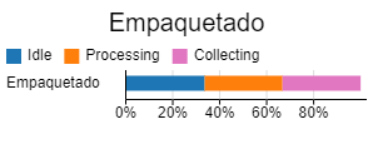 Empaquetado
Idle Processing Collecting
Empaquetado
0% 20% 40% 60% 80%